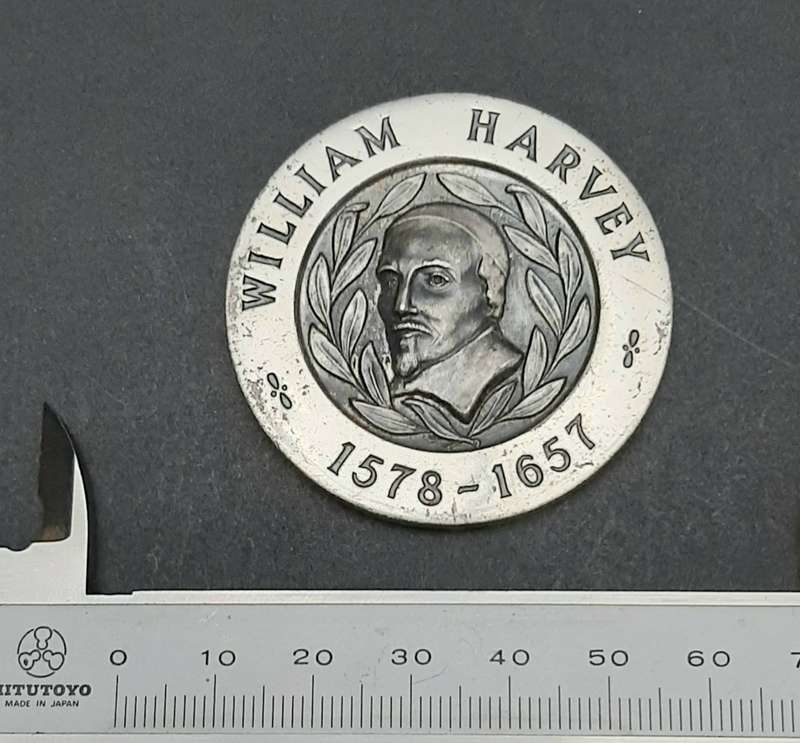 WILLIAM HARVEY
1578 – 1657
0 10 20 30 40 50 60
MITUTOYO
MADE IN JAPAN